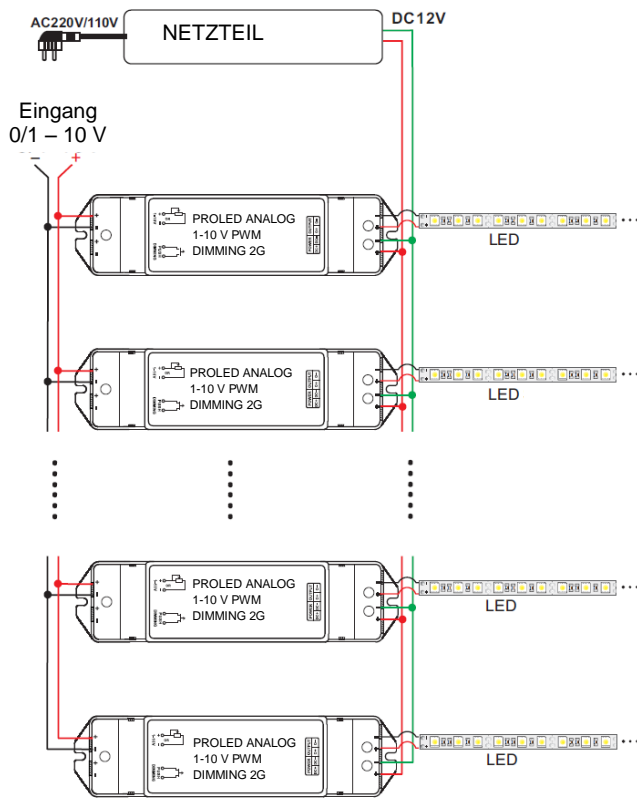 AC220V/110V
NETZTEIL
DC12V
Eingang
0/1 – 10 V
– +
PROLED ANALOG
1-10 V PWM
DIMMING 2G
LED
PROLED ANALOG
1-10 V PWM
DIMMING 2G
LED
PROLED ANALOG
1-10 V PWM
DIMMING 2G
LED
PROLED ANALOG
1-10 V PWM
DIMMING 2G
LED